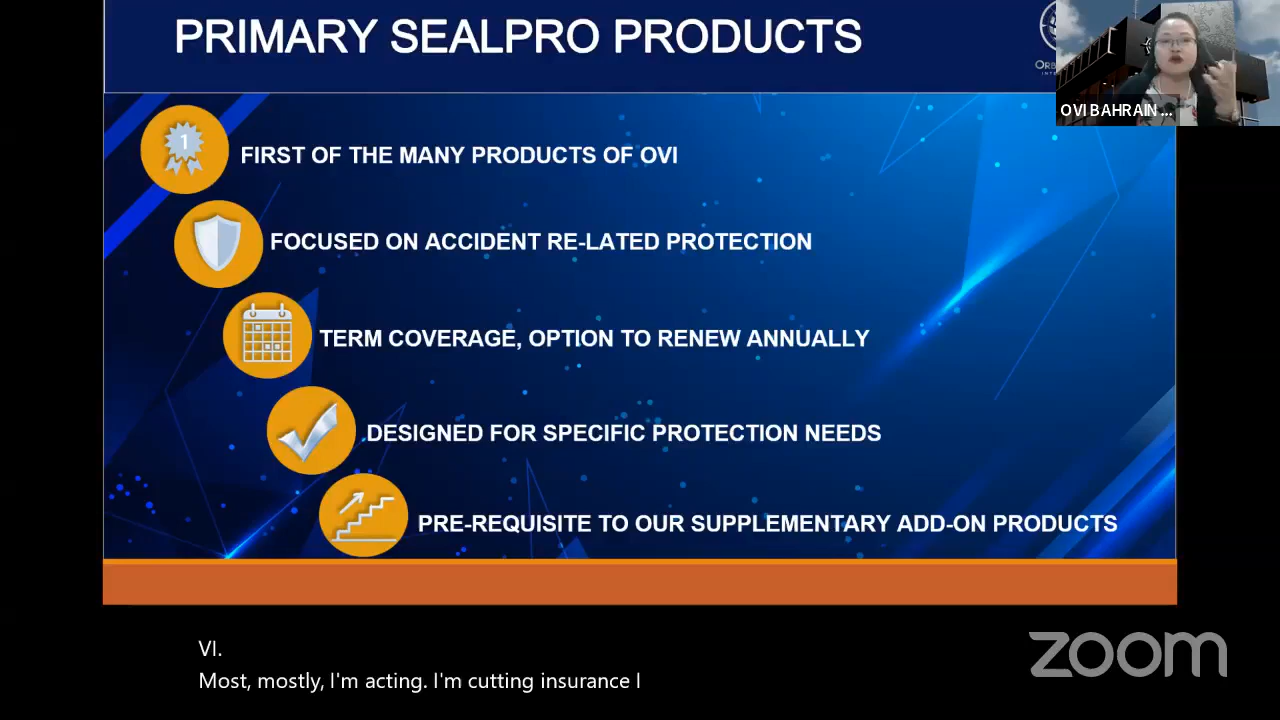 PRIMARY SEALPRO PRODUCTS
OVI BAHRAIN ...
1
FIRST OF THE MANY PRODUCTS OF OVI
FOCUSED ON ACCIDENT RE-LATED PROTECTION
TERM COVERAGE, OPTION TO RENEW ANNUALLY
DESIGNED FOR SPECIFIC PROTECTION NEEDS
PRE-REQUISITE TO OUR SUPPLEMENTARY ADD-ON PRODUCTS
VI.
Most, mostly, I'm acting. I'm cutting insurance I
zoom